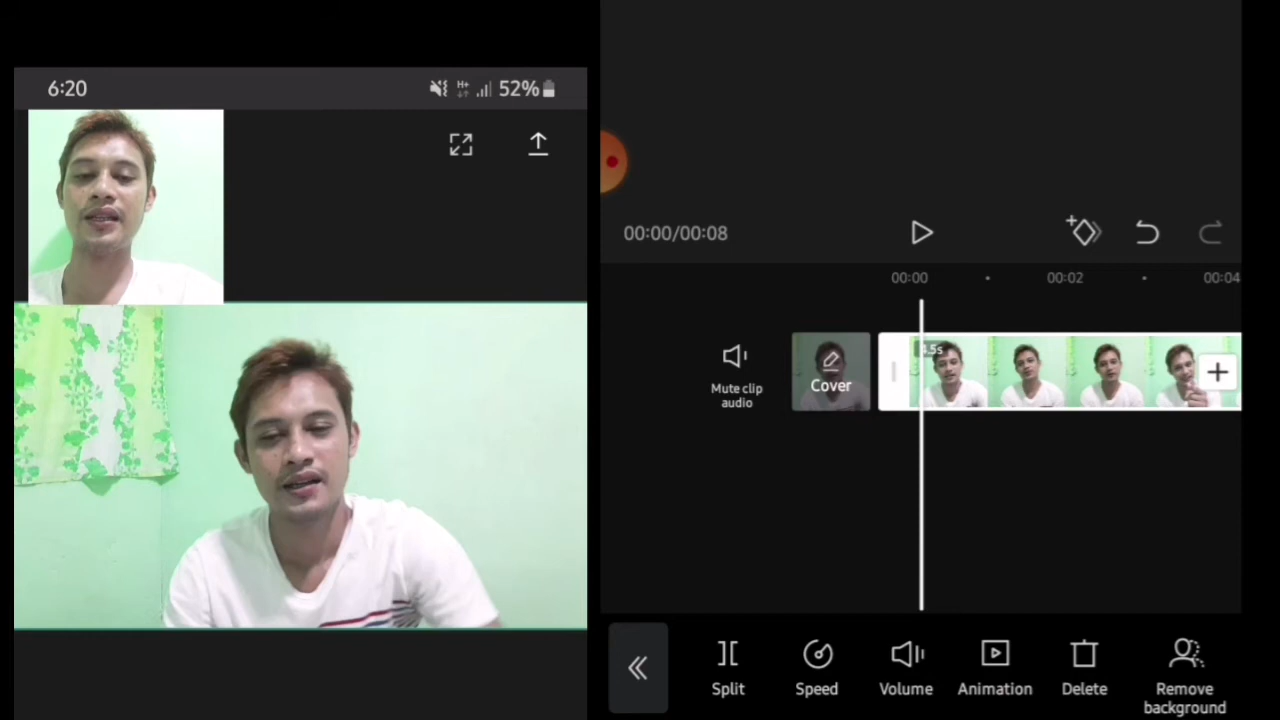 6:20
H+
52%
00:00/00:08
00:00
00:02
00:04
Mute clip
audio
Cover
.5s
Split
Speed
Volume
Animation
Delete
Remove
background